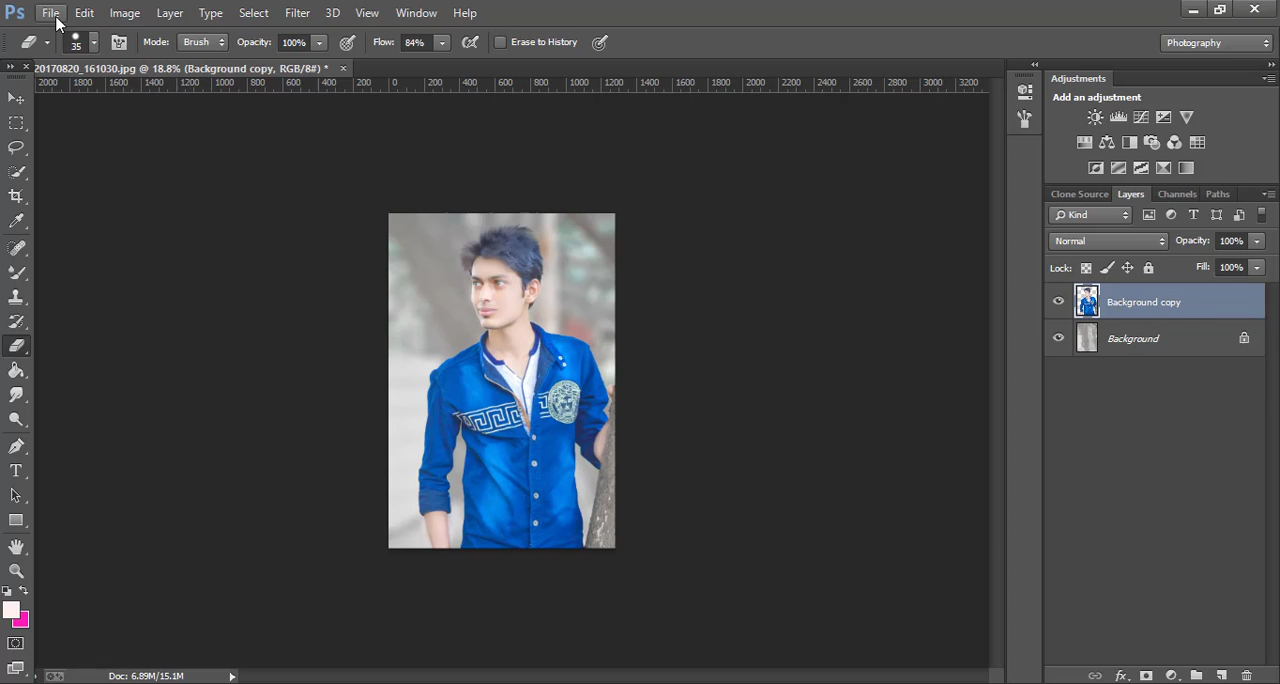 Ps File Edit Image Layer Type Select Filter 3D View Window Help
35 Mode: Brush Opacity: 100% Flow: 84% Erase to History Photography
20170820_161030.jpg @ 18.8% (Background copy, RGB/8#) * ×
2000 1800 1600 1400 1200 1000 800 600 400 200 0 200 400 600 800 1000 1200 1400 1600 1800 2000 2200 2400 2600 2800 3000 3200
Adjustments
Add an adjustment
Clone Source Layers Channels Paths
Kind
Normal Opacity: 100%
Lock: Fill: 100%
Background copy
Background
Doc: 6.89M/15.1M